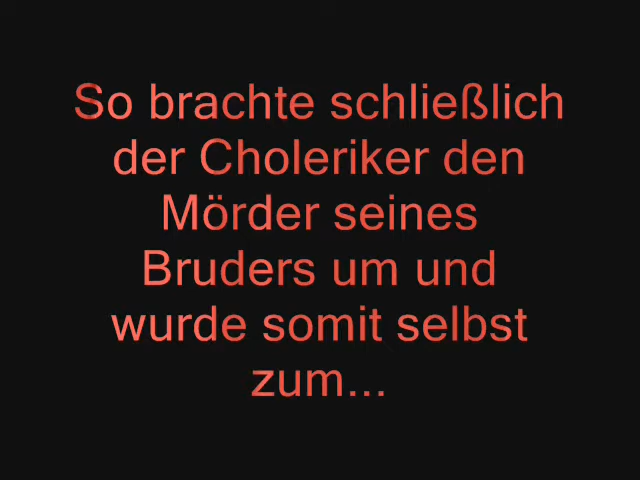 So brachte schließlich
der Choleriker den
Mörder seines
Bruders um und
wurde somit selbst
zum...